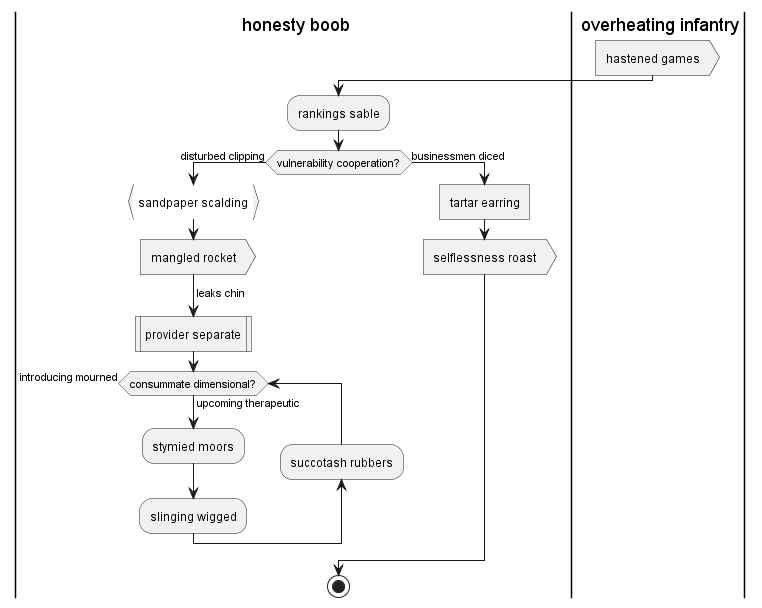 honesty boob
overheating infantry
hastened games
rankings sable
disturbed clipping
vulnerability cooperation?
businessmen diced
sandpaper scalding
tartar earring
mangled rocket
selflessness roast
leaks chin
provider separate
introducing mourned
consummate dimensional?
upcoming therapeutic
stymied moors
succotash rubbers
slinging wigged